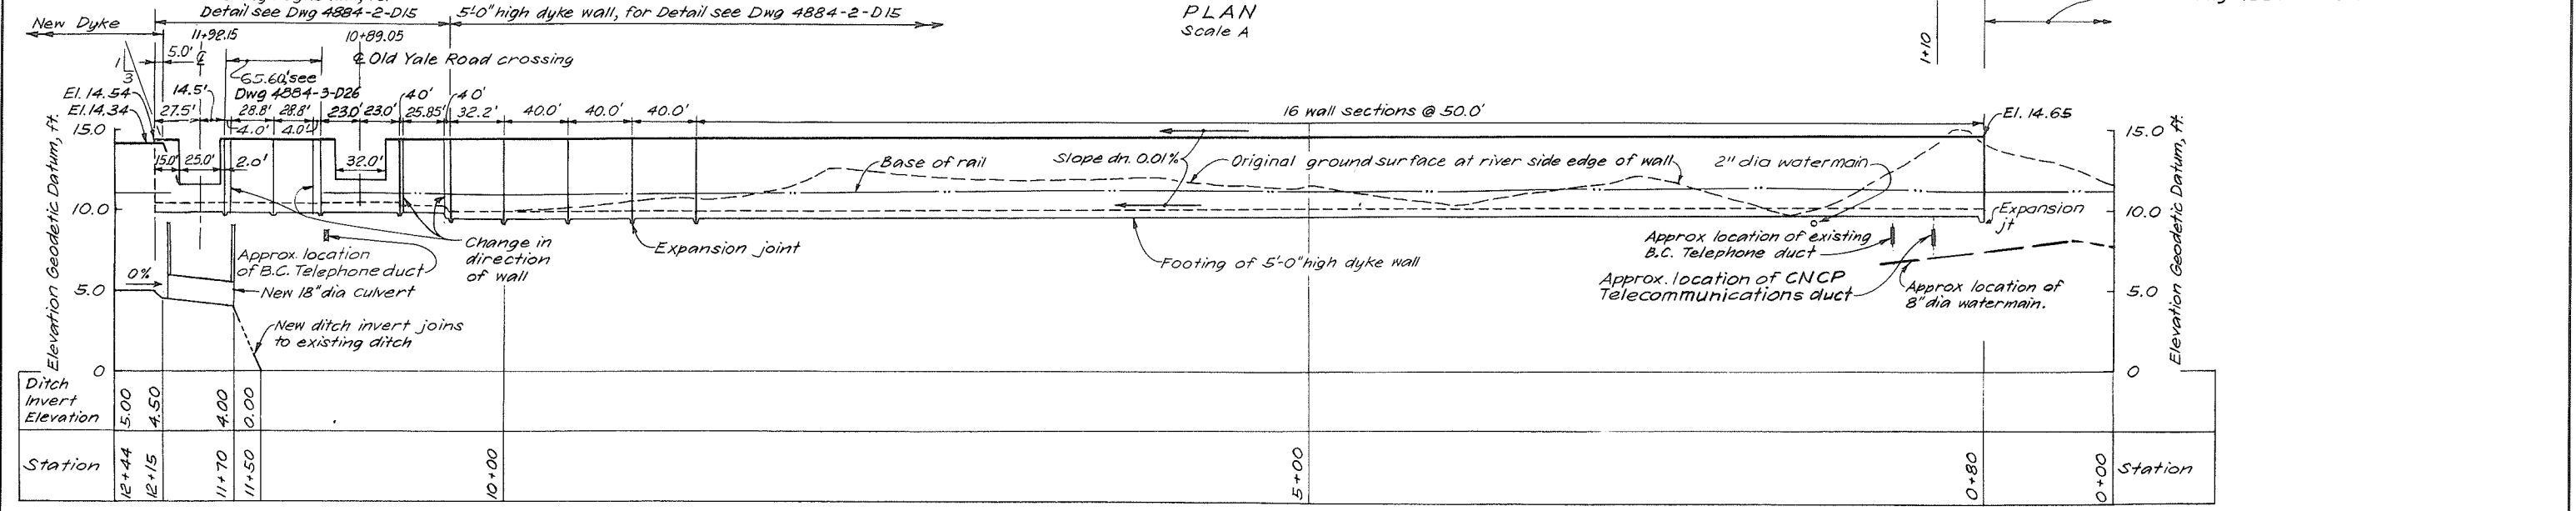 Detail see Dwg 4884-2-D15
5'-0" high dyke wall, for Detail see Dwg 4884-2-D15
PLAN
Scale A
New Dyke
11+92.15
10+89.05
1+10
5.0'
℄
℄ Old Yale Road crossing
1
3
65.60' see
Dwg 4884-3-D26
El. 14.54
El. 14.34
14.5'
27.5'
28.8'
28.8'
23.0'
23.0'
4.0'
25.85'
4.0'
32.2'
40.0'
40.0'
40.0'
16 wall sections @ 50.0'
El. 14.65
4.0'
4.0'
15.0
15.0
15.0'
25.0'
2.0'
32.0'
Base of rail
Slope dn. 0.01%
Original ground surface at river side edge of wall
2" dia watermain
10.0
10.0
Expansion
jt
Change in
direction
of wall
Expansion joint
Approx. location
of B.C. Telephone duct
Footing of 5'-0" high dyke wall
Approx location of existing
B.C. Telephone duct
Approx. location of CNCP
Telecommunications duct
Approx location of
8" dia watermain.
0%
New 18" dia culvert
5.0
5.0
New ditch invert joins
to existing ditch
0
0
Elevation Geodetic Datum, ft.
Elevation Geodetic Datum, ft.
Ditch
Invert
Elevation
5.00
4.50
4.00
0.00
Station
12+44
12+15
11+70
11+50
10+00
5+00
0+80
0+00
Station